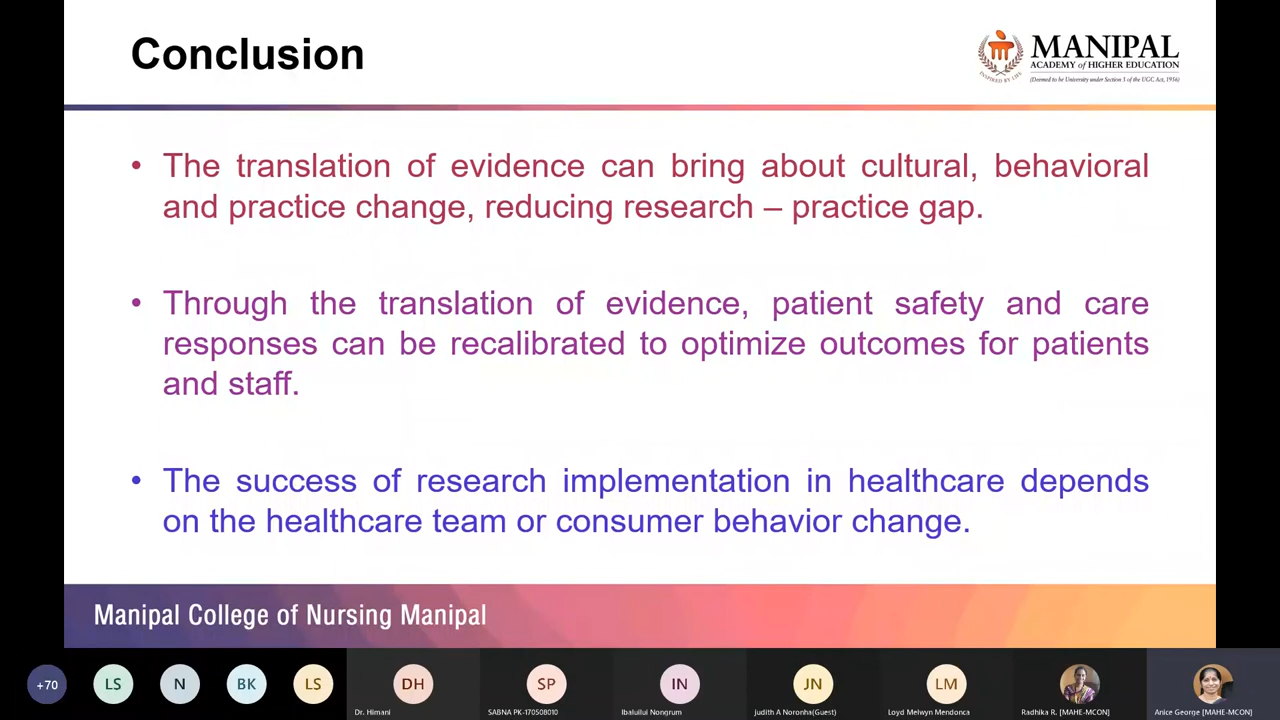 Conclusion
MANIPAL
ACADEMY of HIGHER EDUCATION
(Deemed to be University under Section 3 of the UGC Act, 1956)
INSPIRED BY LIFE
• The translation of evidence can bring about cultural, behavioral
and practice change, reducing research – practice gap.
• Through the translation of evidence, patient safety and care
responses can be recalibrated to optimize outcomes for patients
and staff.
• The success of research implementation in healthcare depends
on the healthcare team or consumer behavior change.
Manipal College of Nursing Manipal
+70 LS N BK LS DH SP IN JN LM
Dr. Himani SABNA PK-170508010 Ibaluilui Nongrum Judith A Noronha(Guest) Loyd Melwyn Mendonca Radhika R. [MAHE-MCON] Anice George [MAHE-MCON]